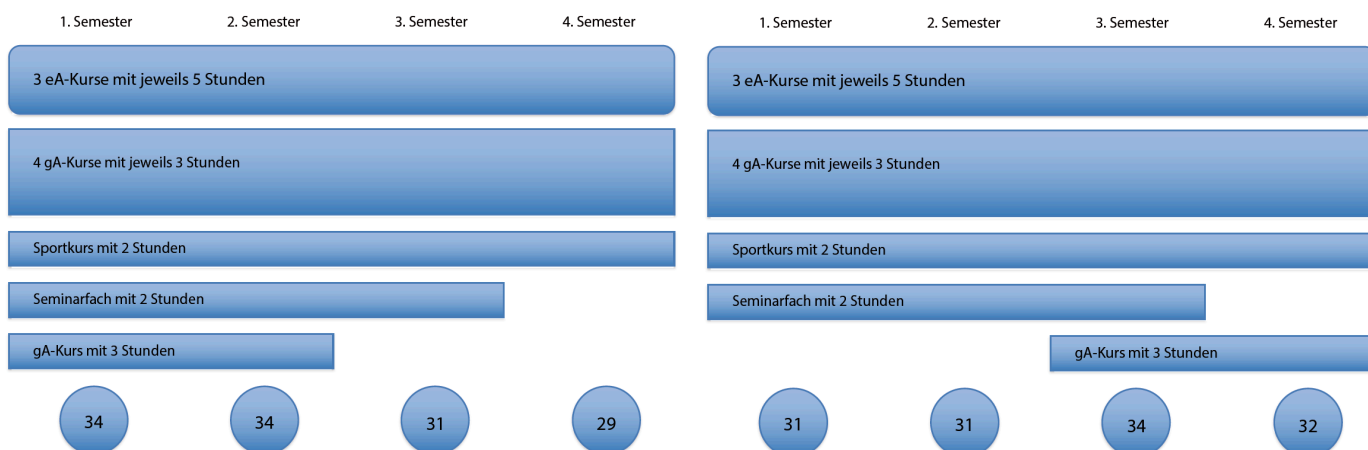 1. Semester 2. Semester 3. Semester 4. Semester
3 eA-Kurse mit jeweils 5 Stunden
4 gA-Kurse mit jeweils 3 Stunden
Sportkurs mit 2 Stunden
Seminarfach mit 2 Stunden
gA-Kurs mit 3 Stunden
34 34 31 29
1. Semester 2. Semester 3. Semester 4. Semester
3 eA-Kurse mit jeweils 5 Stunden
4 gA-Kurse mit jeweils 3 Stunden
Sportkurs mit 2 Stunden
Seminarfach mit 2 Stunden
gA-Kurs mit 3 Stunden
31 31 34 32